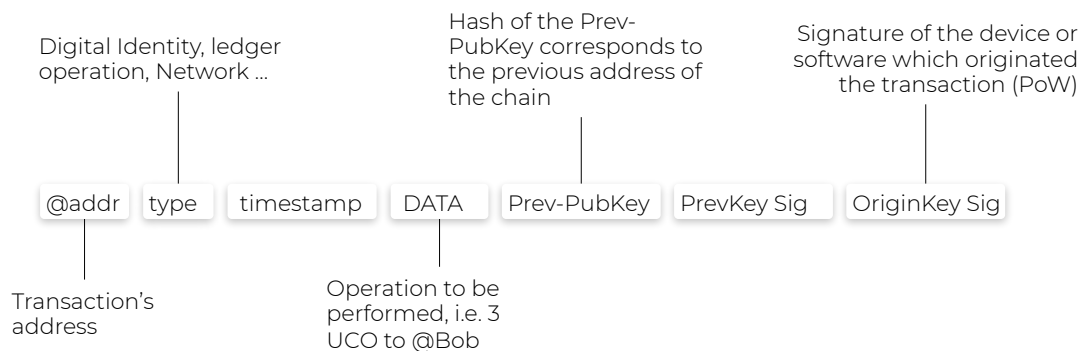 Digital Identity, ledger
operation, Network ...
Hash of the Prev-
PubKey corresponds to
the previous address of
the chain
Signature of the device or
software which originated
the transaction (PoW)
@addr type timestamp DATA Prev-PubKey PrevKey Sig OriginKey Sig
Transaction's
address
Operation to be
performed, i.e. 3
UCO to @Bob